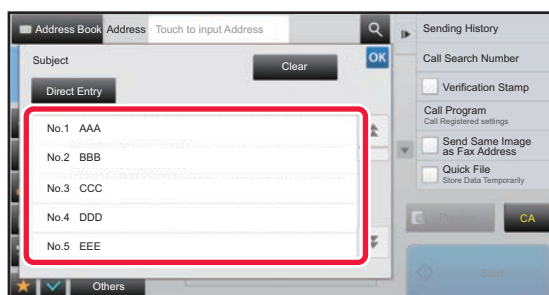 Address Book Address Touch to input Address
Subject
Clear
OK
Direct Entry
No.1 AAA
No.2 BBB
No.3 CCC
No.4 DDD
No.5 EEE
Others
Sending History
Call Search Number
Verification Stamp
Call Program
Call Registered settings
Send Same Image
as Fax Address
Quick File
Store Data Temporarily
Preview
CA
Start